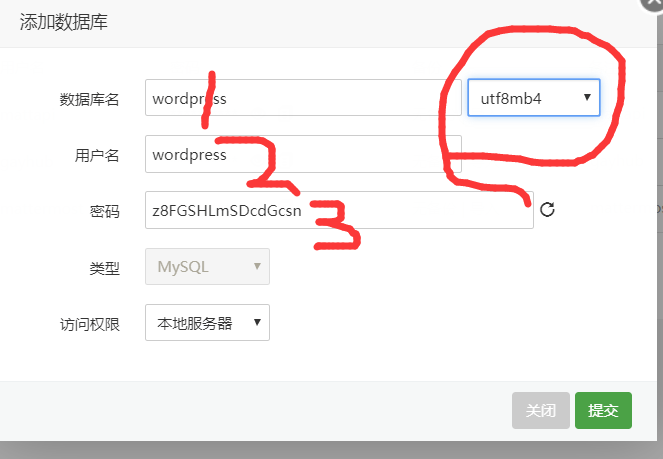 添加数据库
数据库名 wordpress utf8mb4
1
用户名 wordpress
2
密码 z8FGSHLmSDcdGcsn
3
类型 MySQL
访问权限 本地服务器
关闭 提交